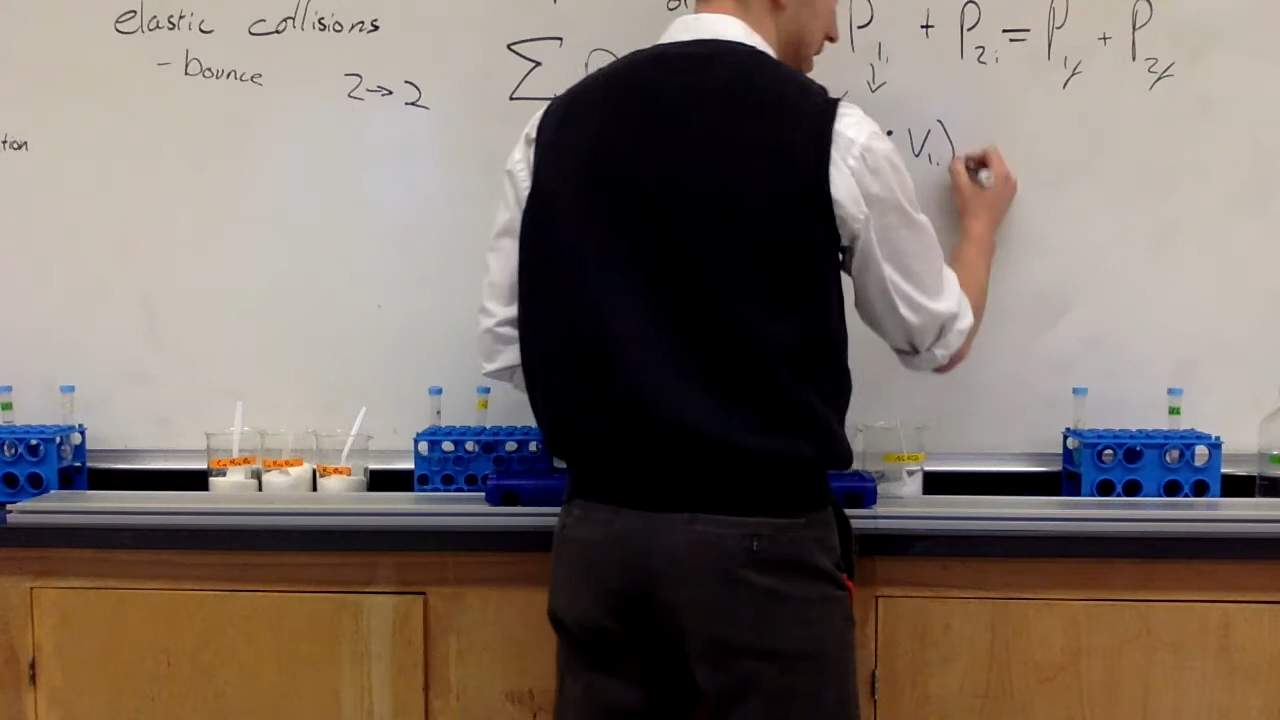 elastic collisions
- bounce
2→2
tion
Σ
P₁ᵢ + P₂ᵢ = P₁f + P₂f
↓
· V₁ᵢ)